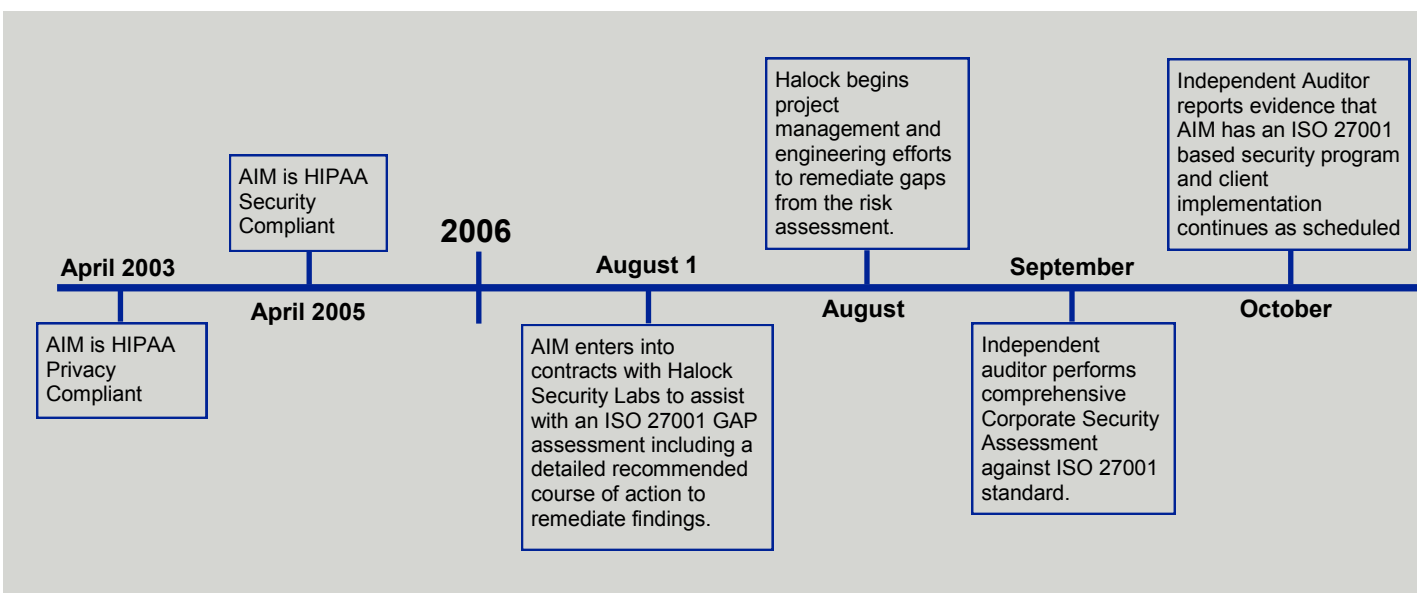 April 2003
AIM is HIPAA
Privacy
Compliant
AIM is HIPAA
Security
Compliant
April 2005
2006
August 1
AIM enters into
contracts with Halock
Security Labs to assist
with an ISO 27001 GAP
assessment including a
detailed recommended
course of action to
remediate findings.
Halock begins
project
management and
engineering efforts
to remediate gaps
from the risk
assessment.
August
September
Independent
auditor performs
comprehensive
Corporate Security
Assessment
against ISO 27001
standard.
Independent Auditor
reports evidence that
AIM has an ISO 27001
based security program
and client
implementation
continues as scheduled
October